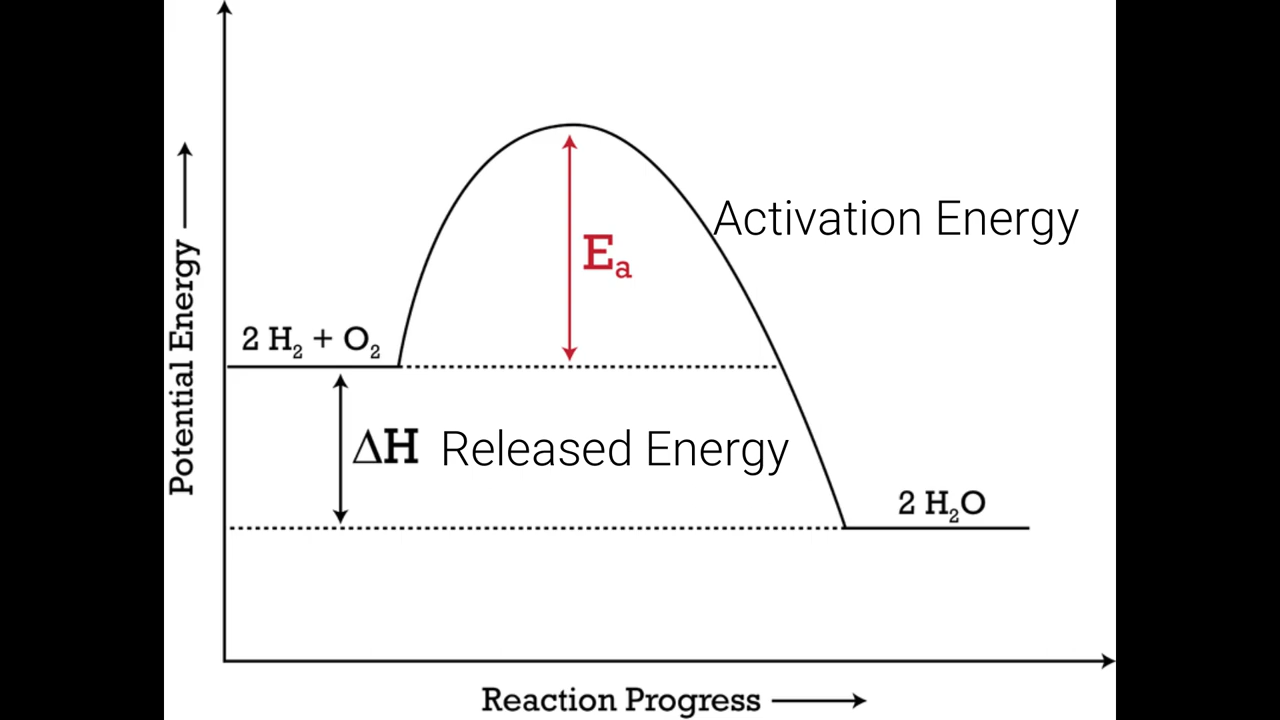 Potential Energy →
2 H₂ + O₂
Eₐ
Activation Energy
ΔH Released Energy
2 H₂O
Reaction Progress →